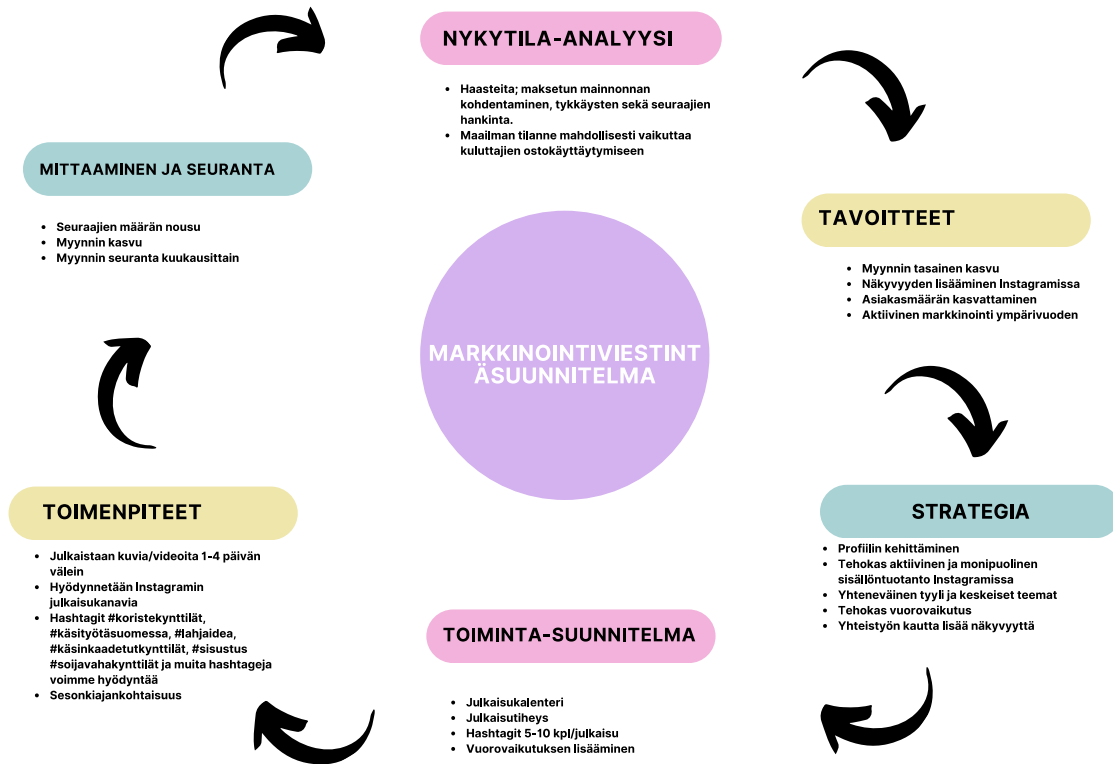 NYKYTILA-ANALYYSI
Haasteita; maksetun mainnonnan
kohdentaminen, tykkäysten sekä seuraajien
hankinta.
Maailman tilanne mahdollisesti vaikuttaa
kuluttajien ostokäyttäytymiseen
TAVOITTEET
Myynnin tasainen kasvu
Näkyvyyden lisääminen Instagramissa
Asiakasmäärän kasvattaminen
Aktiivinen markkinointi ympärivuoden
STRATEGIA
Profiilin kehittäminen
Tehokas aktiivinen ja monipuolinen
sisällöntuotanto Instagramissa
Yhteneväinen tyyli ja keskeiset teemat
Tehokas vuorovaikutus
Yhteistyön kautta lisää näkyvyyttä
TOIMINTA-SUUNNITELMA
Julkaisukalenteri
Julkaisutiheys
Hashtagit 5-10 kpl/julkaisu
Vuorovaikutuksen lisääminen
TOIMENPITEET
Julkaistaan kuvia/videoita 1-4 päivän
välein
Hyödynnetään Instagramin
julkaisukanavia
Hashtagit #koristekynttilät,
#käsityötäsuomessa, #lahjaidea,
#käsinkaadetutkynttilät, #sisustus
#soijavahakynttilät ja muita hashtageja
voimme hyödyntää
Sesonkiajankohtaisuus
MITTAAMINEN JA SEURANTA
Seuraajien määrän nousu
Myynnin kasvu
Myynnin seuranta kuukausittain
MARKKINOINTIVIESTINT
ÄSUUNNITELMA